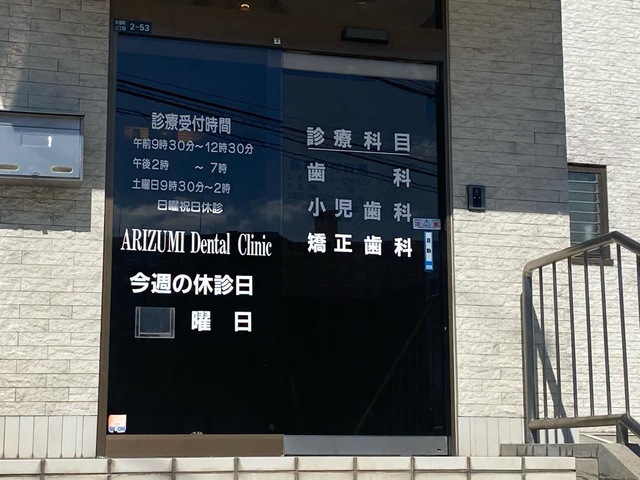 2-53
診療受付時間
午前9時30分〜12時30分
午後2時 〜 7時
土曜日9時30分〜2時
日曜祝日休診
ARIZUMI Dental Clinic
今週の休診日
曜日
診療科目
歯科
小児歯科
矯正歯科
自動